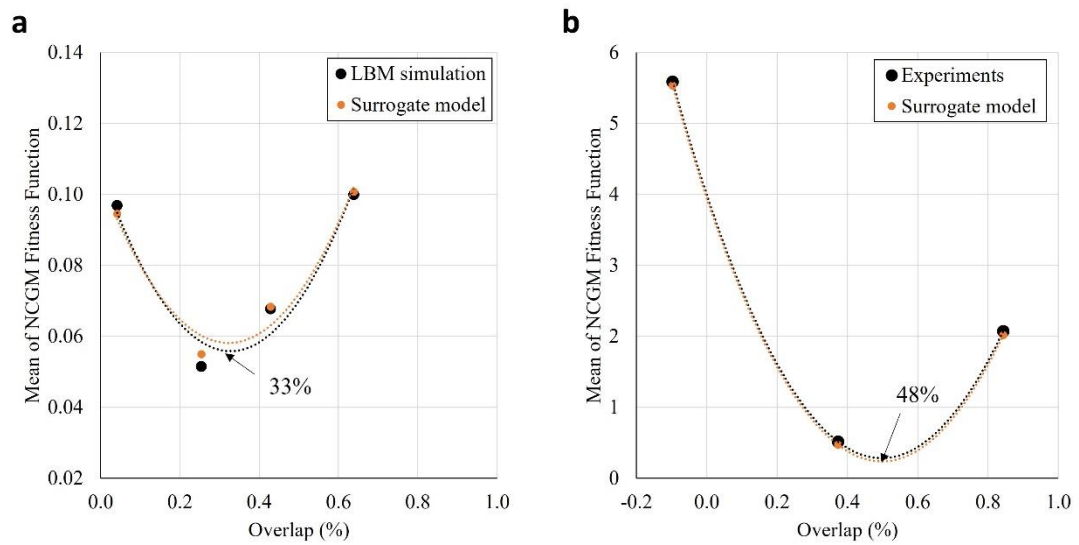 a
0.14
0.12
0.10
0.08
0.06
0.04
0.02
0.0
0.2
0.4
0.6
0.8
1.0
Mean of NCGM Fitness Function
Overlap (%)
LBM simulation
Surrogate model
33%
b
6
5
4
3
2
1
0
-0.2
0.0
0.2
0.4
0.6
0.8
1.0
Mean of NCGM Fitness Function
Overlap (%)
Experiments
Surrogate model
48%